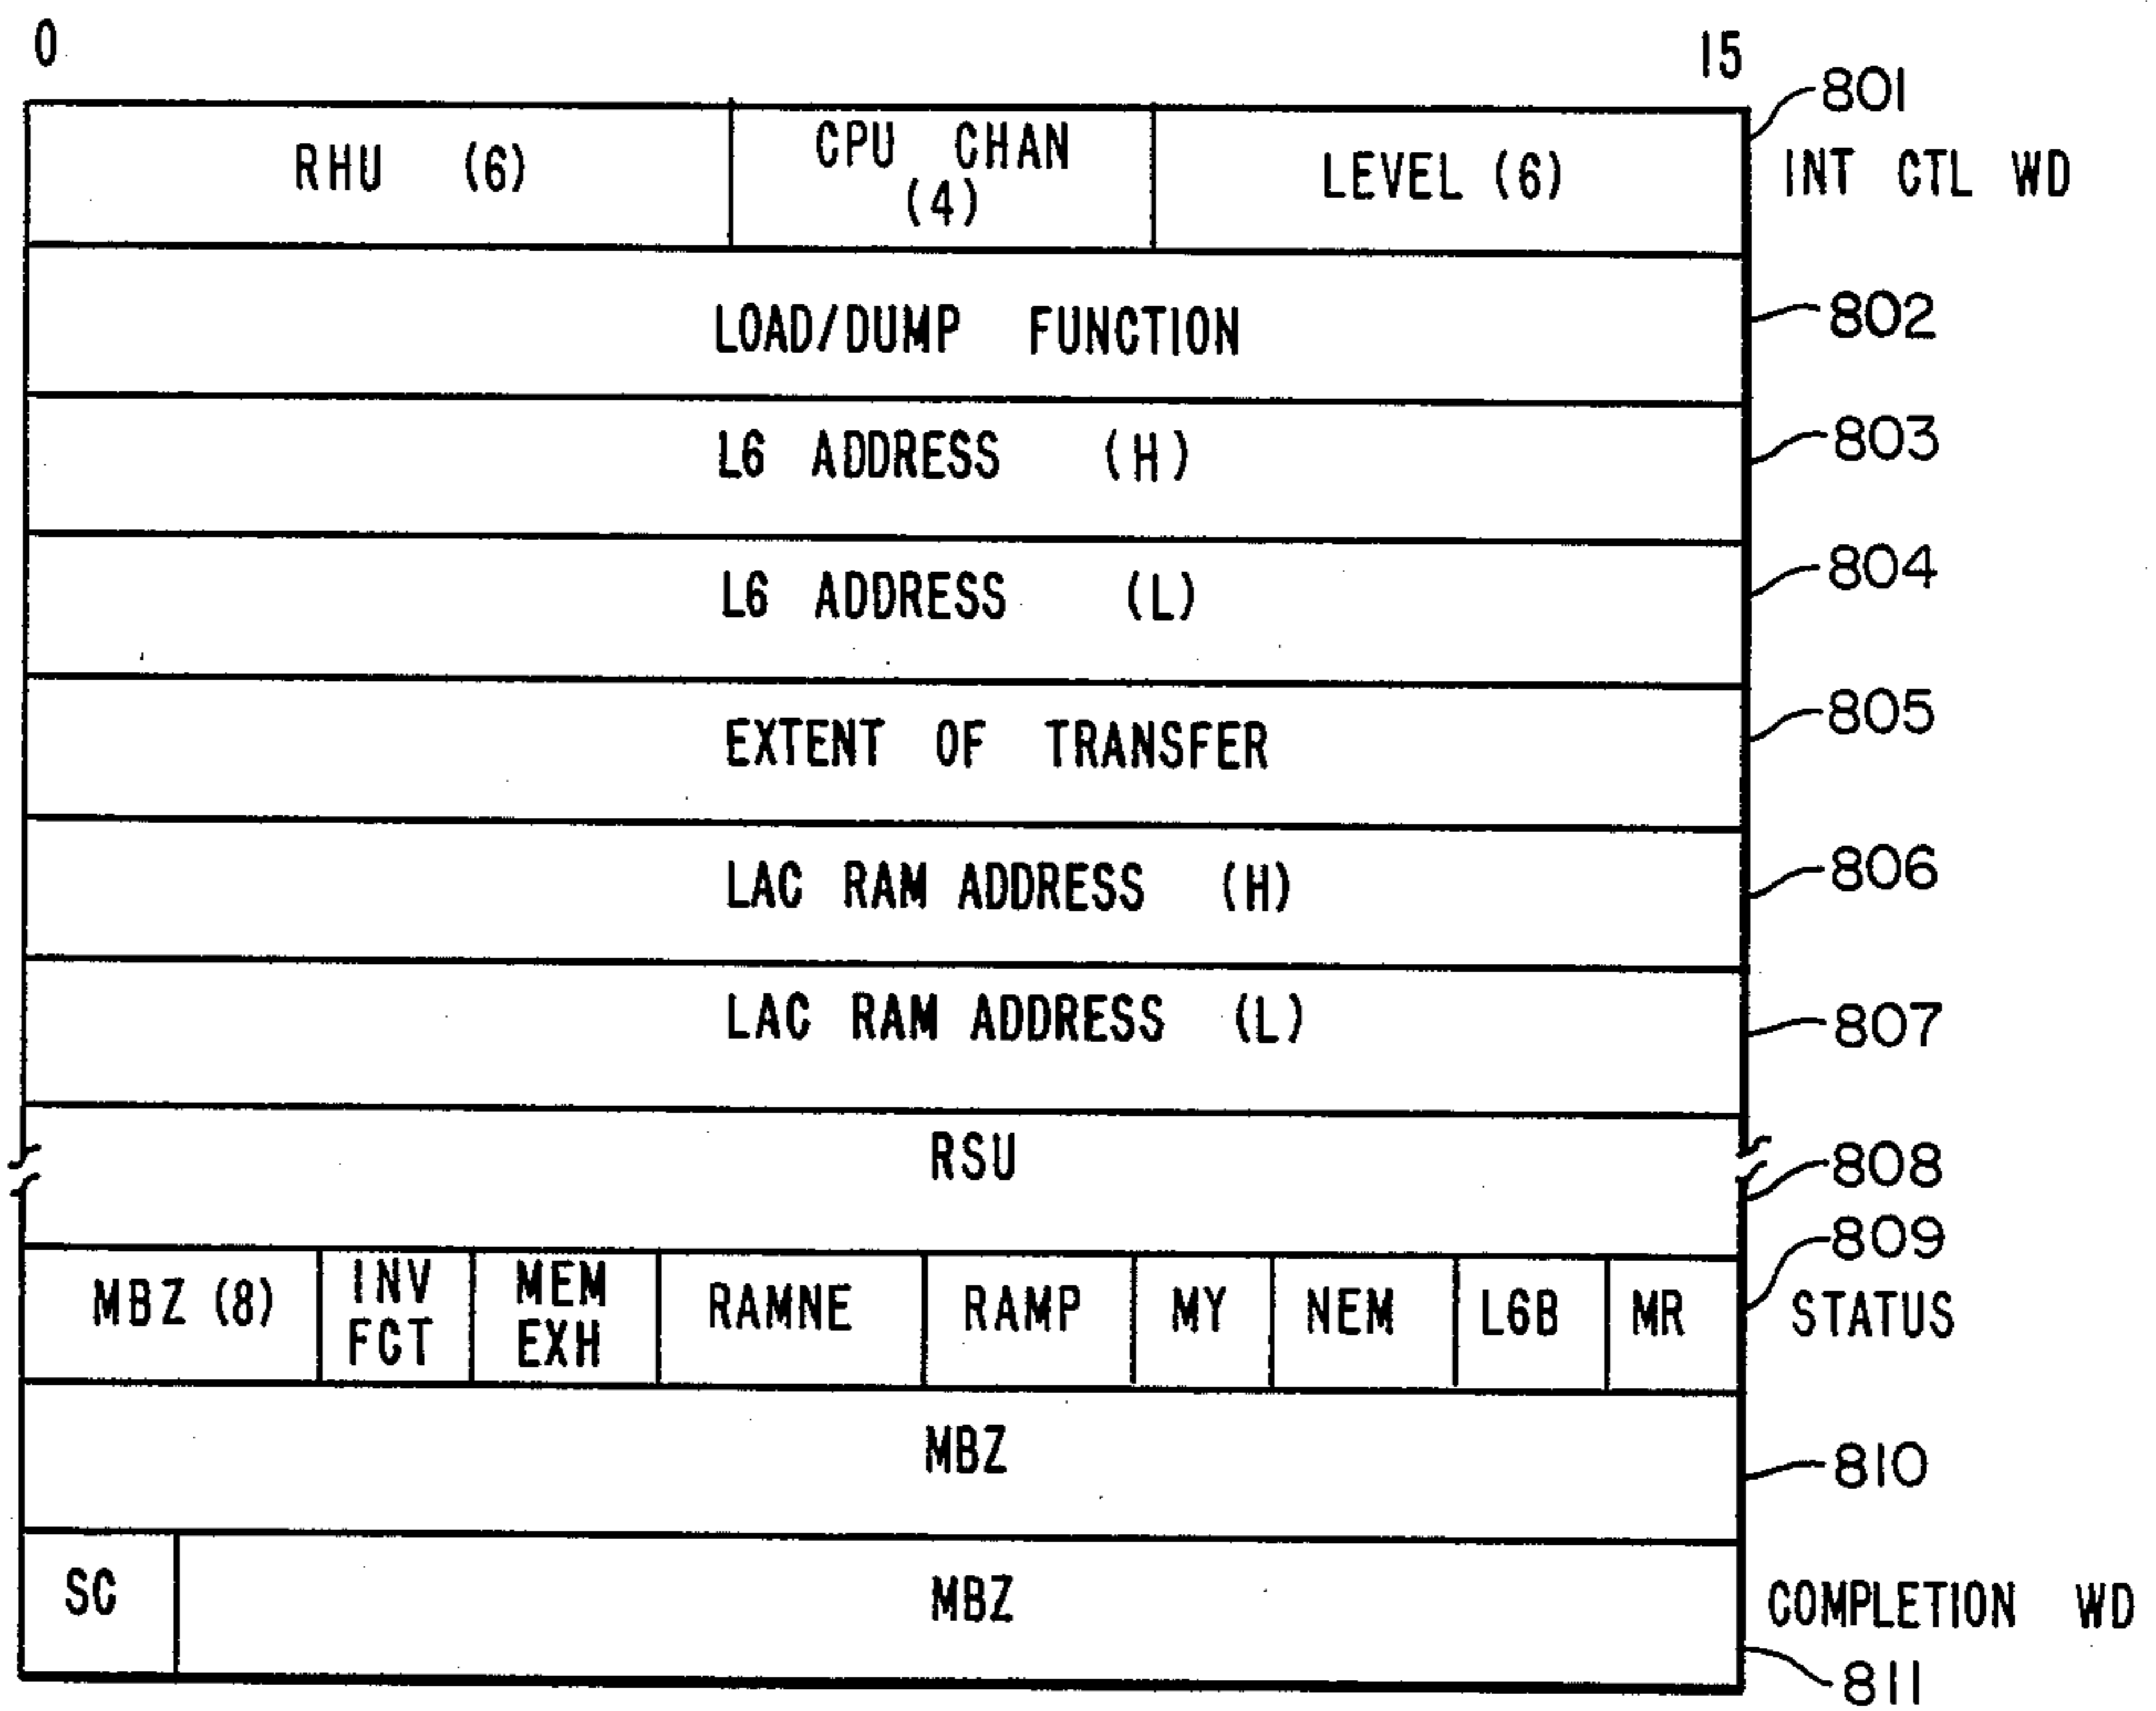 0 15
801
RHU (6) CPU CHAN (4) LEVEL (6) INT CTL WD
LOAD/DUMP FUNCTION 802
L6 ADDRESS (H) 803
L6 ADDRESS (L) 804
EXTENT OF TRANSFER 805
LAC RAM ADDRESS (H) 806
LAC RAM ADDRESS (L) 807
RSU 808
809
MBZ (8) INV FCT MEM EXH RAMNE RAMP MY NEM L6B MR STATUS
MBZ 810
SC MBZ COMPLETION WD
811